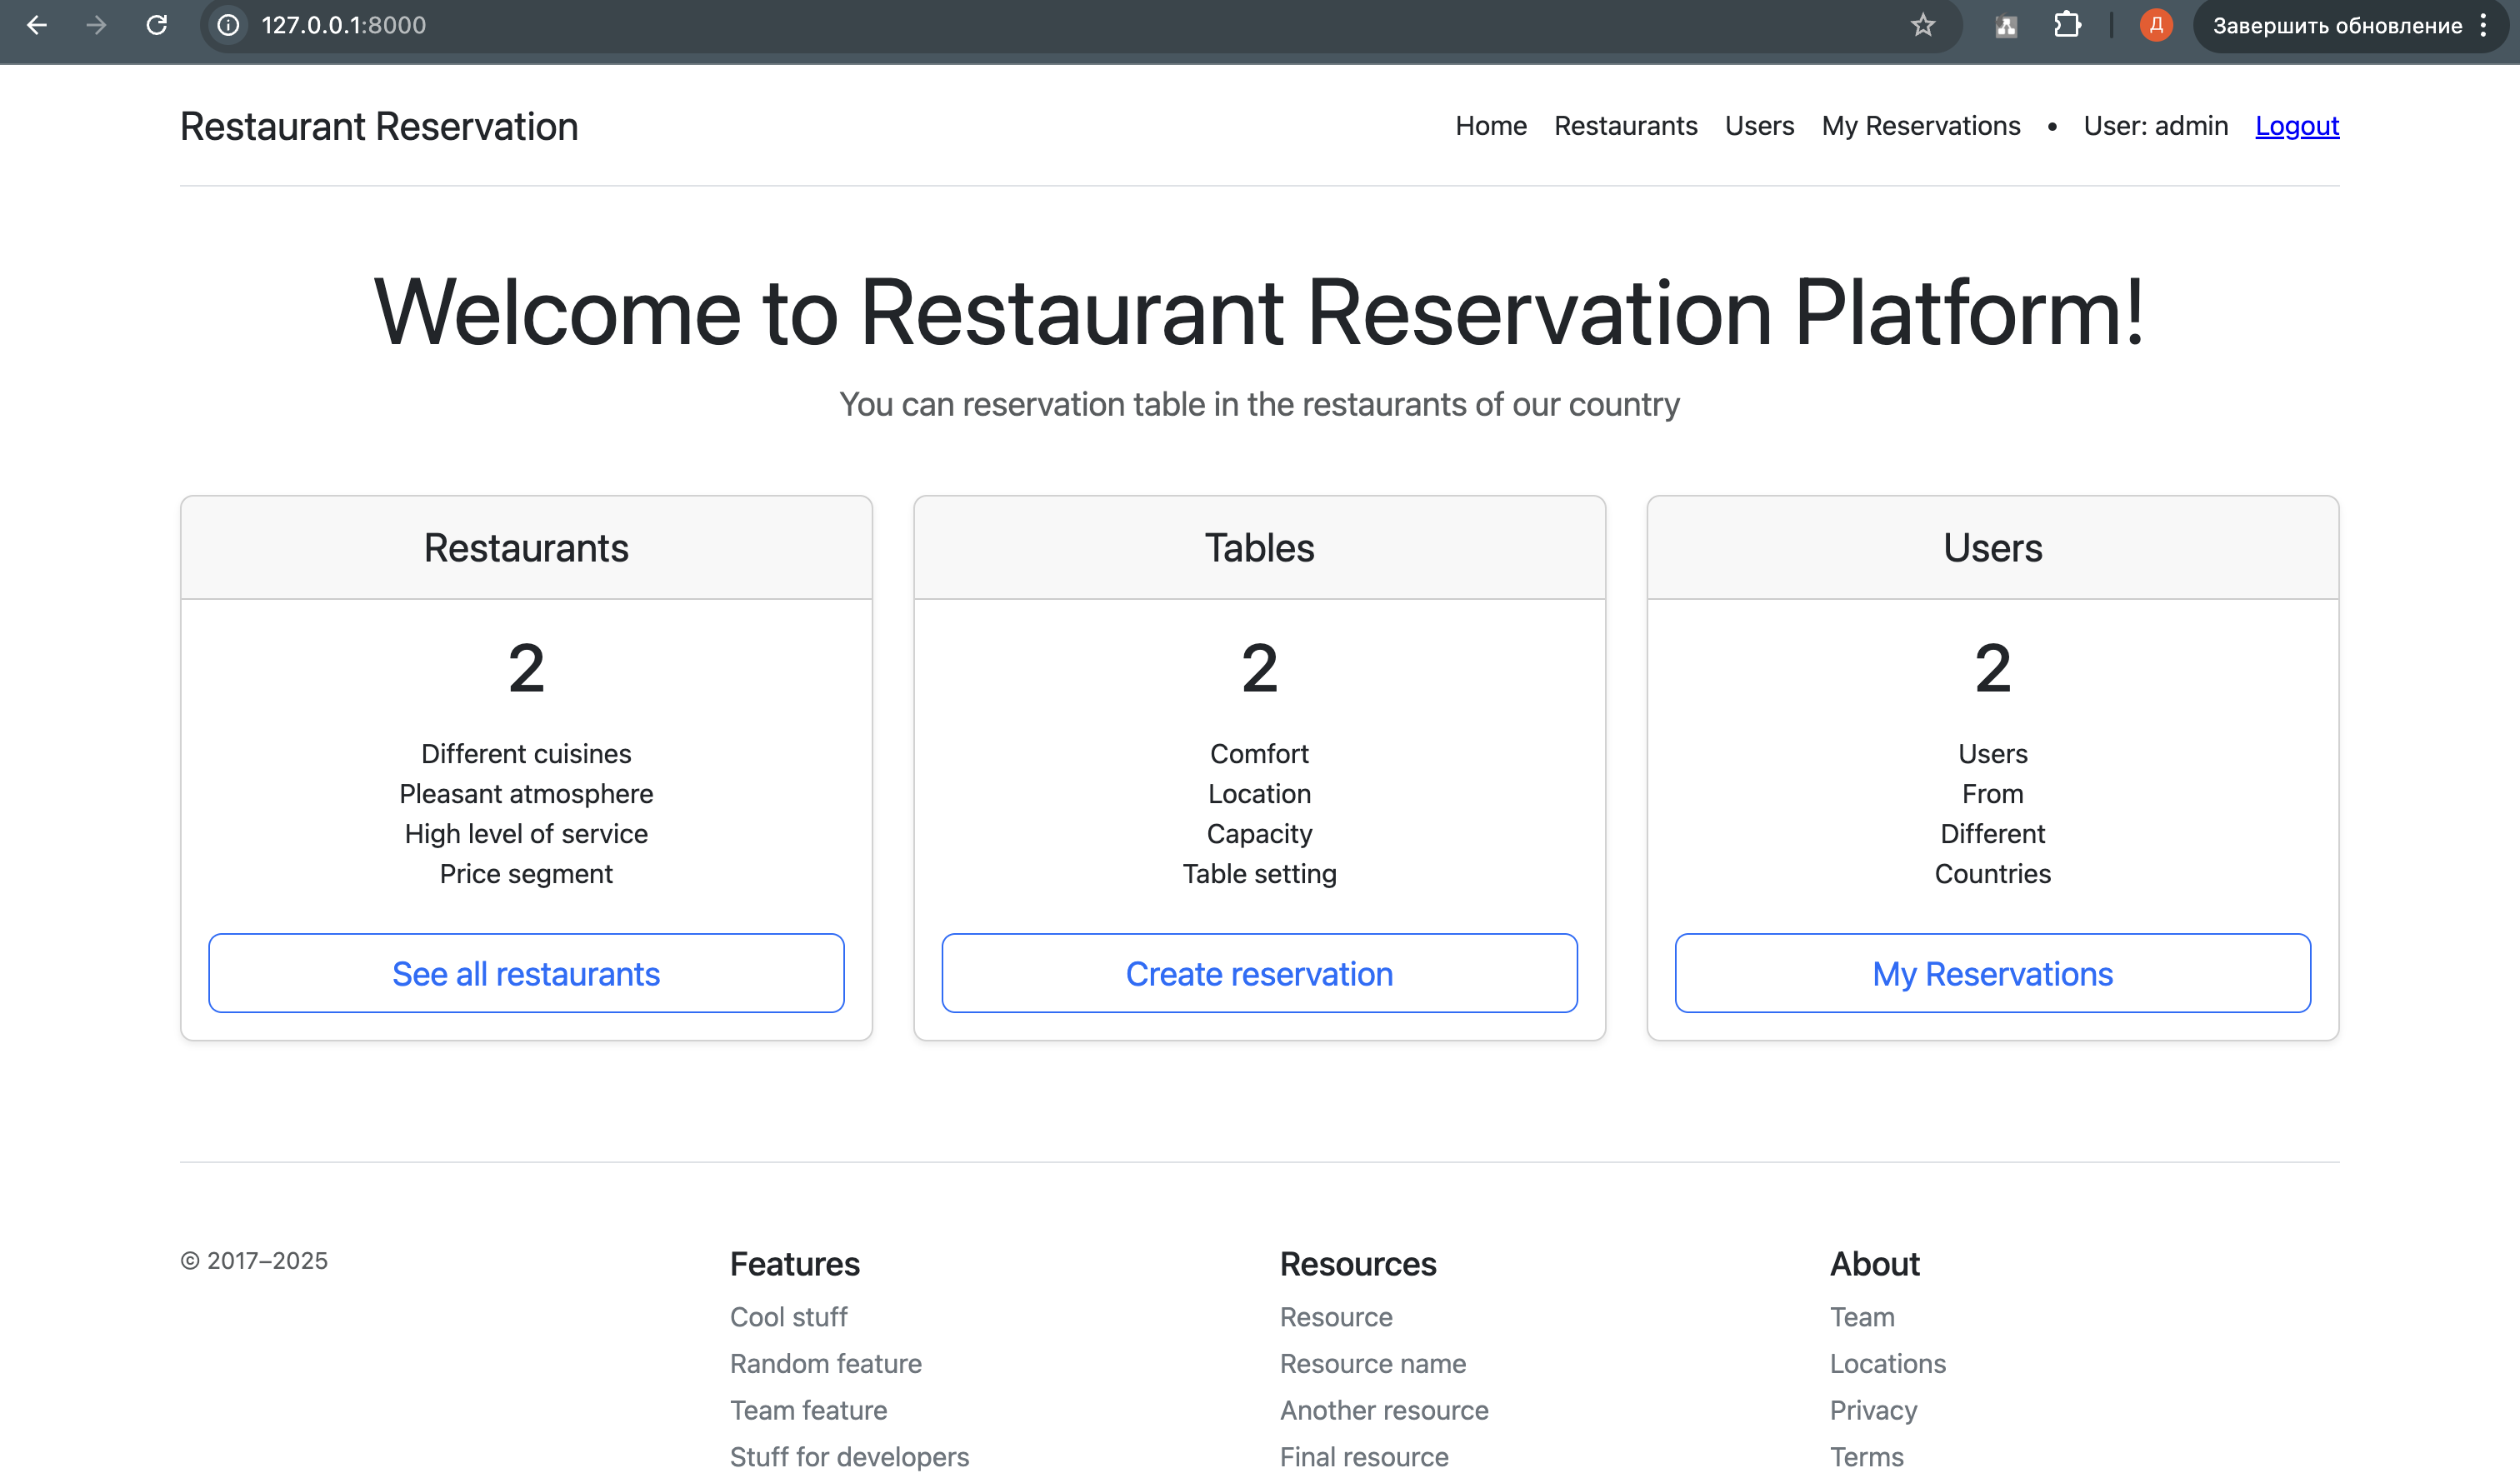 127.0.0.1:8000
Д
Завершить обновление
Restaurant Reservation
Home Restaurants Users My Reservations • User: admin Logout
Welcome to Restaurant Reservation Platform!
You can reservation table in the restaurants of our country
Restaurants
2
Different cuisines
Pleasant atmosphere
High level of service
Price segment
See all restaurants
Tables
2
Comfort
Location
Capacity
Table setting
Create reservation
Users
2
Users
From
Different
Countries
My Reservations
© 2017–2025
Features
Cool stuff
Random feature
Team feature
Stuff for developers
Resources
Resource
Resource name
Another resource
Final resource
About
Team
Locations
Privacy
Terms